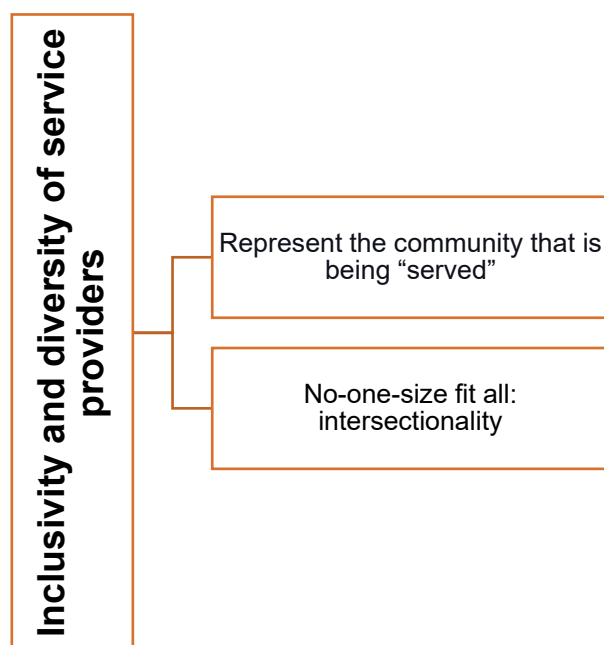 Inclusivity and diversity of service
providers
Represent the community that is
being “served”
No-one-size fit all:
intersectionality